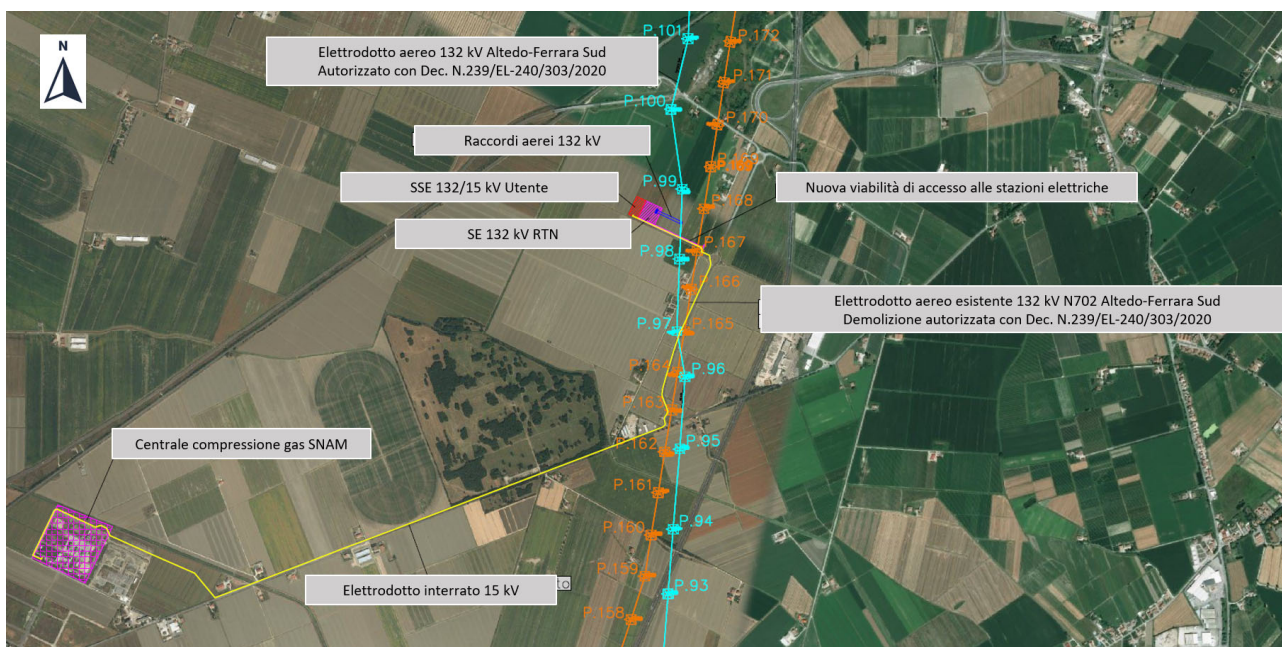 N
Elettrodotto aereo 132 kV Altedo-Ferrara Sud
Autorizzato con Dec. N.239/EL-240/303/2020
P.101
P.172
P.171
P.100
P.170
Raccordi aerei 132 kV
SSE 132/15 kV Utente
P.99
Nuova viabilità di accesso alle stazioni elettriche
P.168
SE 132 kV RTN
P.98
P.167
P.166
Elettrodotto aereo esistente 132 kV N702 Altedo-Ferrara Sud
Demolizione autorizzata con Dec. N.239/EL-240/303/2020
P.97
P.165
P.164
P.96
P.163
Centrale compressione gas SNAM
P.162
P.95
P.161
P.160
P.94
P.159
Elettrodotto interrato 15 kV
P.93
P.158